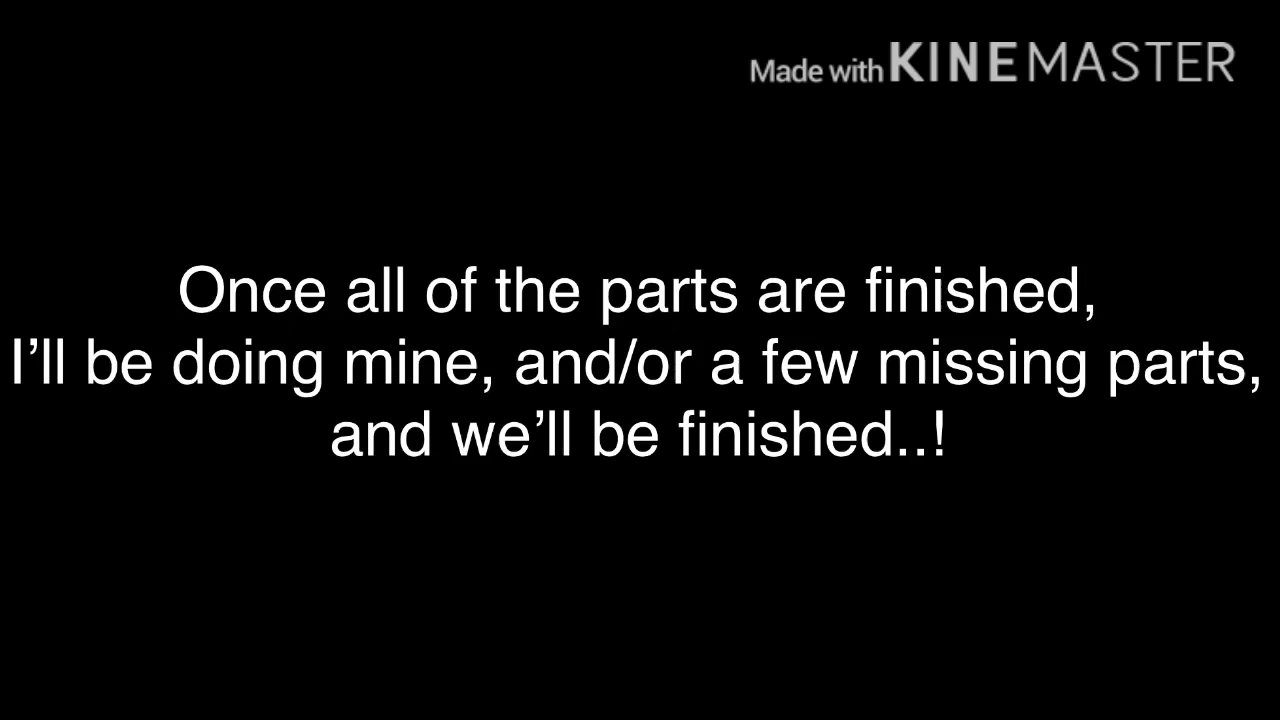 Made with KINEMASTER
Once all of the parts are finished,
I’ll be doing mine, and/or a few missing parts,
and we’ll be finished..!